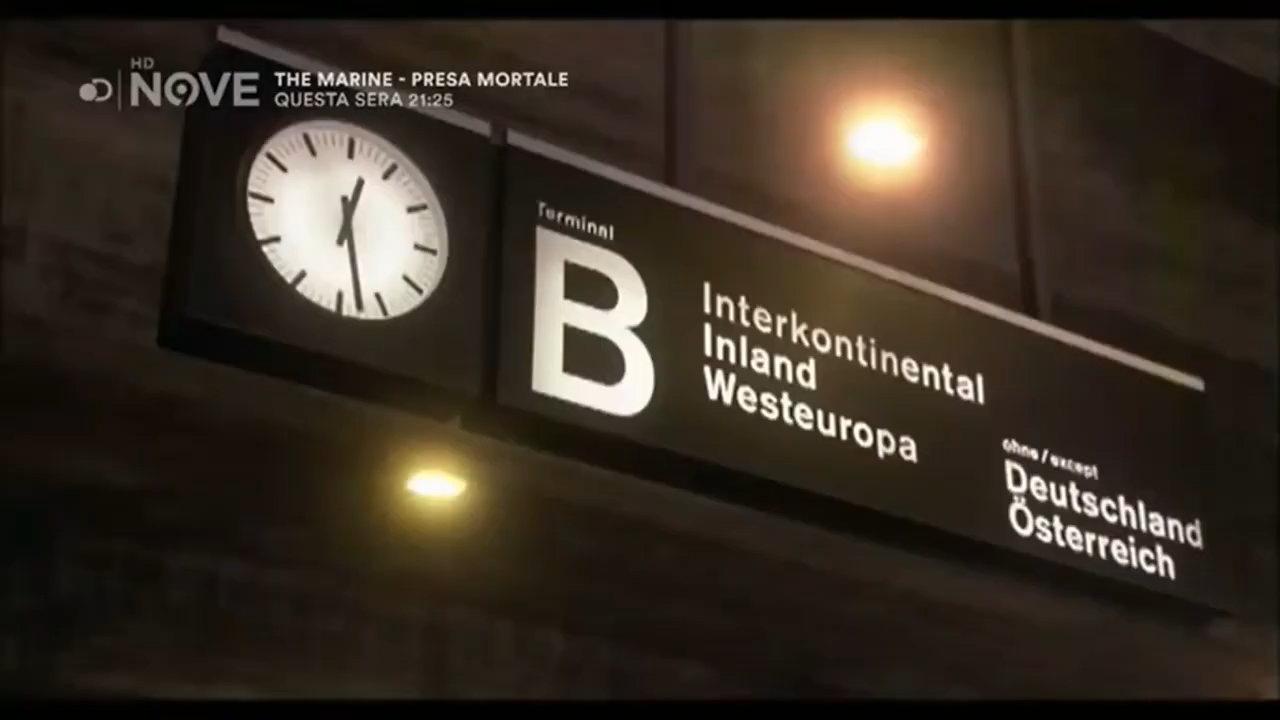 HD
NOVE
THE MARINE - PRESA MORTALE
QUESTA SERA 21:25
Terminal
B
Interkontinental
Inland
Westeuropa
ohne / except
Deutschland
Österreich